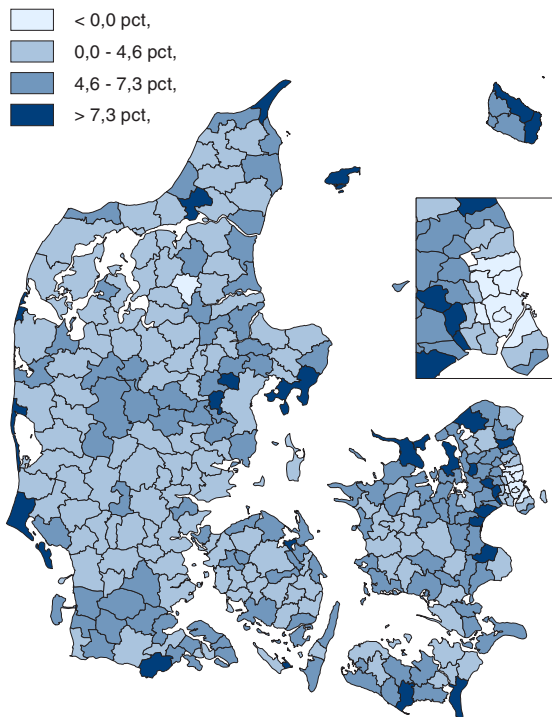 < 0,0 pct,
0,0 - 4,6 pct,
4,6 - 7,3 pct,
> 7,3 pct,